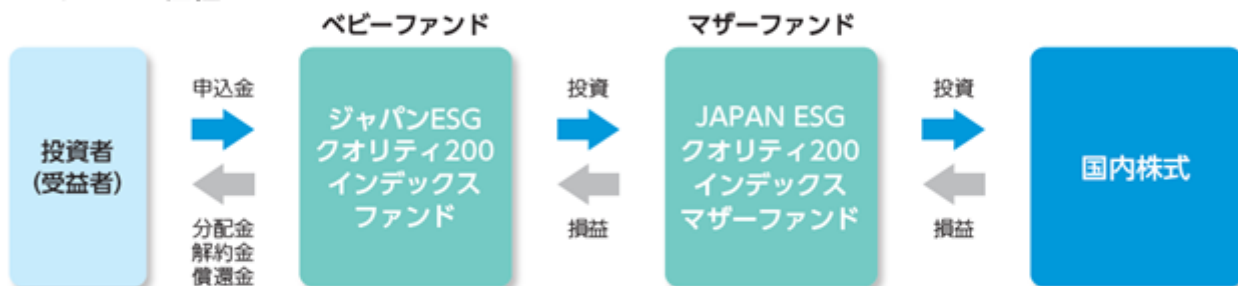 ベビーファンド
マザーファンド
投資者
(受益者)
申込金
分配金
解約金
償還金
ジャパンESG
クオリティ200
インデックス
ファンド
投資
損益
JAPAN ESG
クオリティ200
インデックス
マザーファンド
投資
損益
国内株式